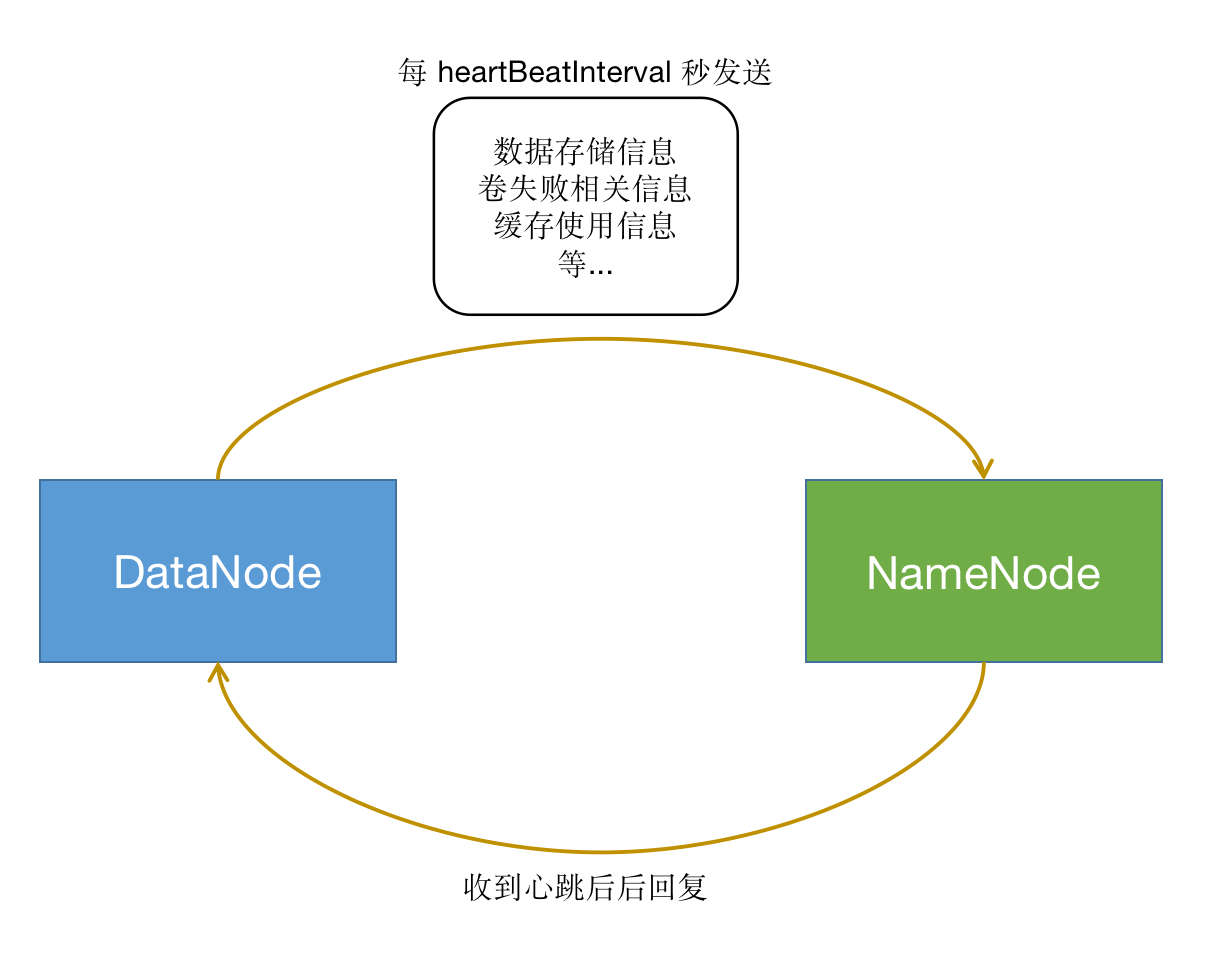 每 heartBeatInterval 秒发送
数据存储信息
卷失败相关信息
缓存使用信息
等...
DataNode
NameNode
收到心跳后后回复